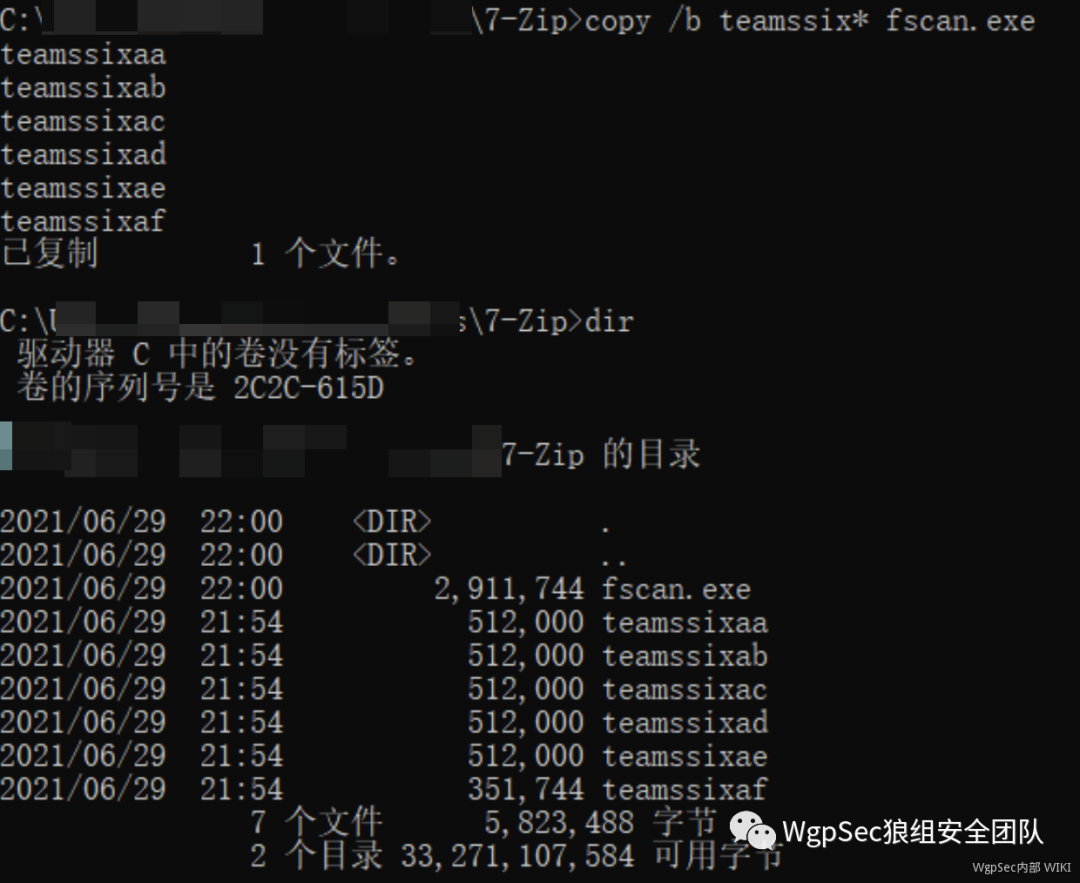 C:\ \7-Zip>copy /b teamssix* fscan.exe
teamssixaa
teamssixab
teamssixac
teamssixad
teamssixae
teamssixaf
已复制         1 个文件。
C:\U s\7-Zip>dir
驱动器 C 中的卷没有标签。
卷的序列号是 2C2C-615D
7-Zip 的目录
2021/06/29  22:00    <DIR>          .
2021/06/29  22:00    <DIR>          ..
2021/06/29  22:00         2,911,744 fscan.exe
2021/06/29  21:54           512,000 teamssixaa
2021/06/29  21:54           512,000 teamssixab
2021/06/29  21:54           512,000 teamssixac
2021/06/29  21:54           512,000 teamssixad
2021/06/29  21:54           512,000 teamssixae
2021/06/29  21:54           351,744 teamssixaf
7 个文件      5,823,488 字节
2 个目录 33,271,107,584 可用字节
WgpSec狼组安全团队
WgpSec内部 WIKI